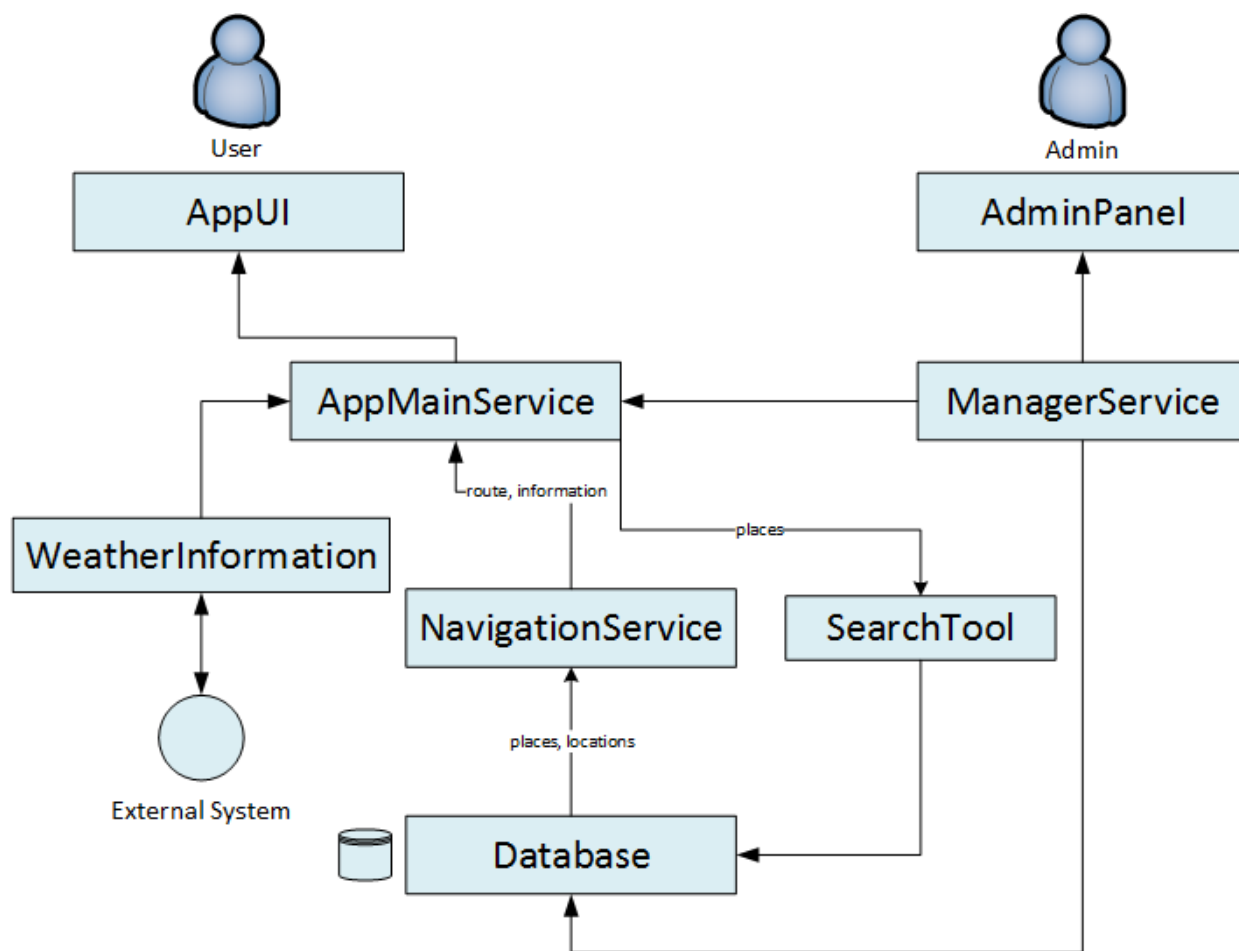 User
Admin
AppUI
AdminPanel
AppMainService
ManagerService
route, information
places
WeatherInformation
NavigationService
SearchTool
places, locations
External System
Database